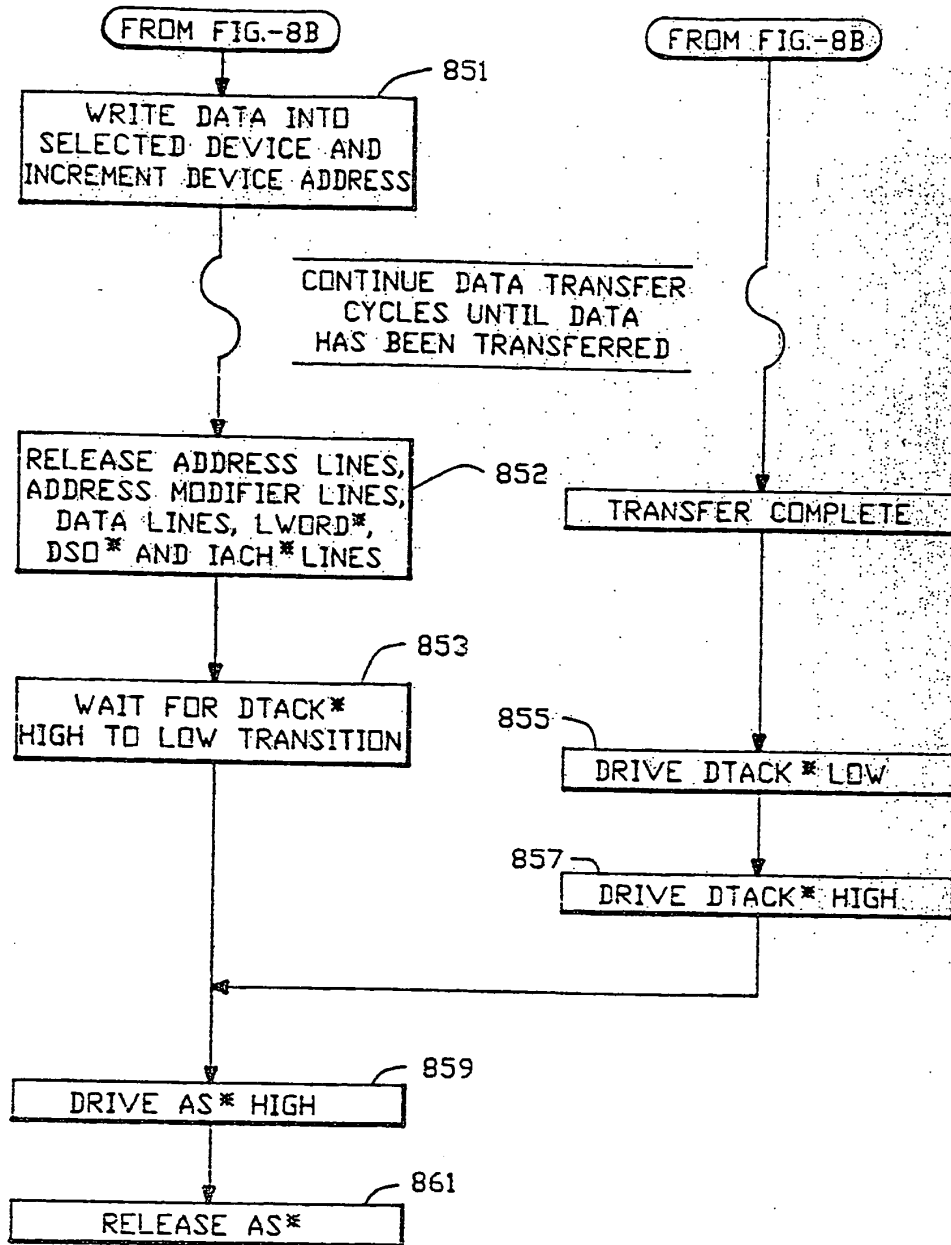 FROM FIG.-8B
FROM FIG.-8B
851
WRITE DATA INTO
SELECTED DEVICE AND
INCREMENT DEVICE ADDRESS
CONTINUE DATA TRANSFER
CYCLES UNTIL DATA
HAS BEEN TRANSFERRED
RELEASE ADDRESS LINES,
ADDRESS MODIFIER LINES,
DATA LINES, LWORD*,
DSO* AND IACH* LINES
852
TRANSFER COMPLETE
853
WAIT FOR DTACK*
HIGH TO LOW TRANSITION
855
DRIVE DTACK* LOW
857
DRIVE DTACK* HIGH
859
DRIVE AS* HIGH
861
RELEASE AS*